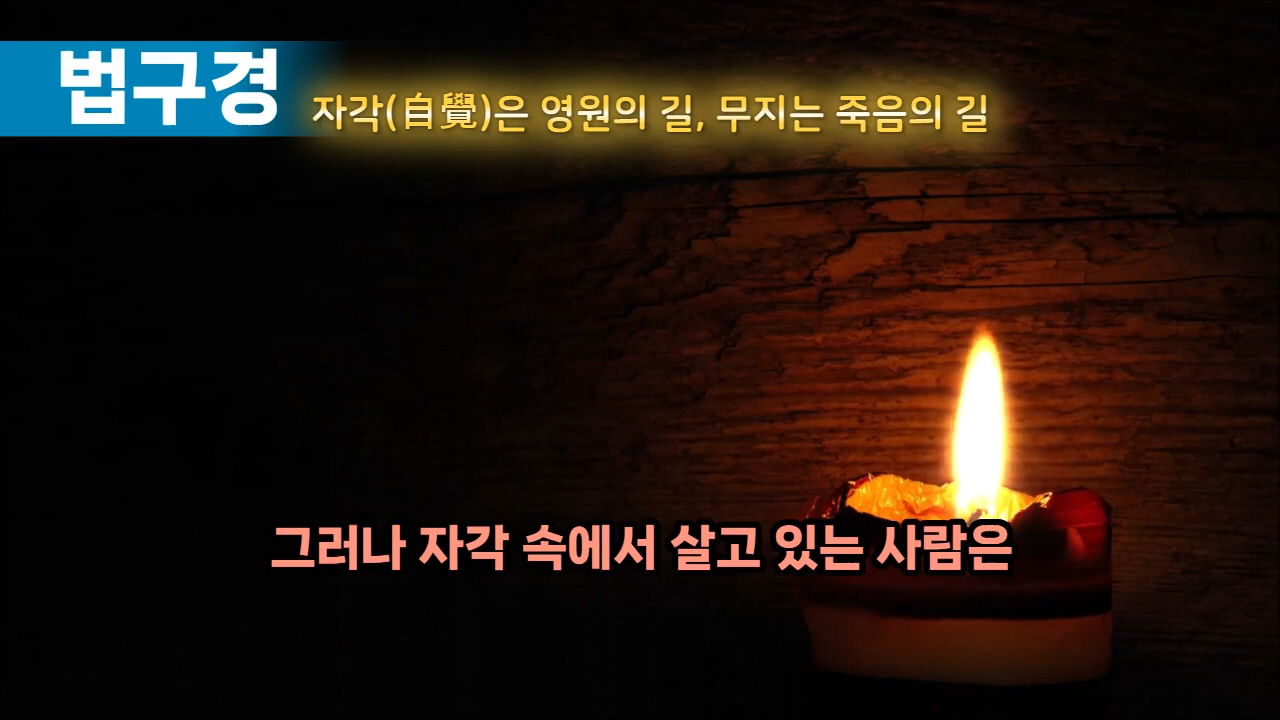 법구경
자각(自覺)은 영원의 길, 무지는 죽음의 길
그러나 자각 속에서 살고 있는 사람은